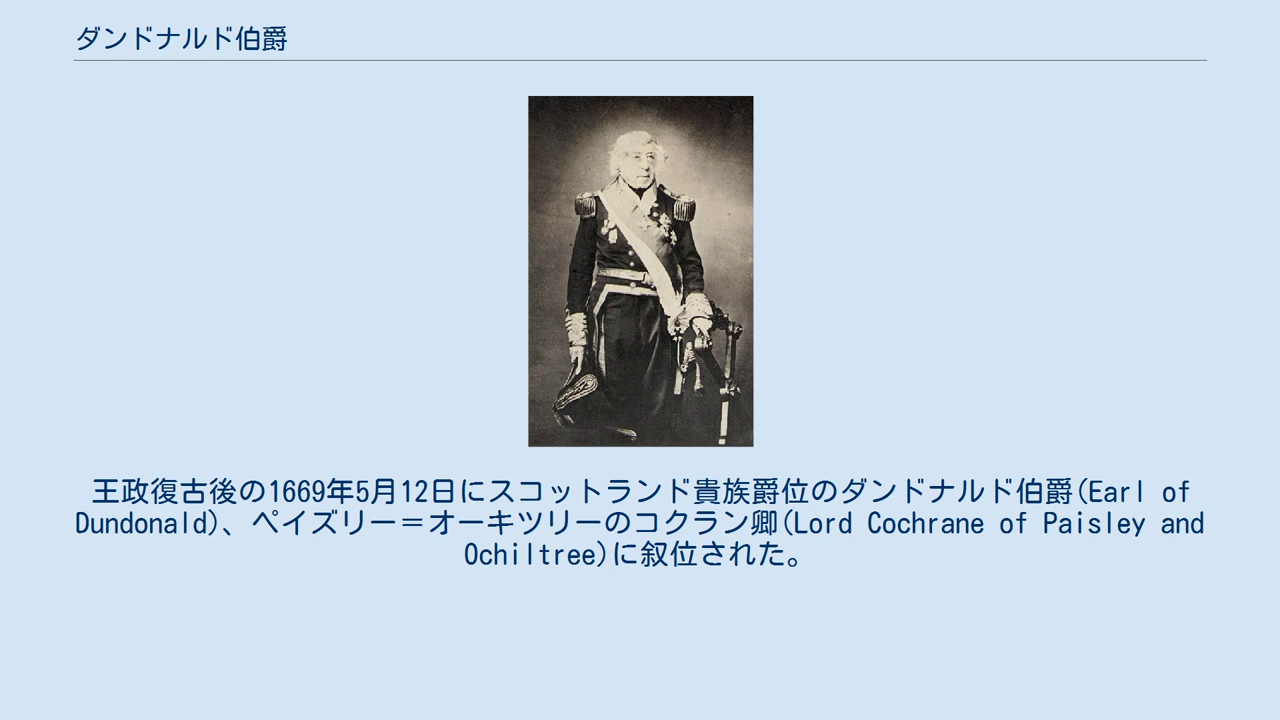 ダンドナルド伯爵
王政復古後の1669年5月12日にスコットランド貴族爵位のダンドナルド伯爵(Earl of
Dundonald)、ペイズリー＝オーキツリーのコクラン卿(Lord Cochrane of Paisley and
Ochiltree)に叙位された。